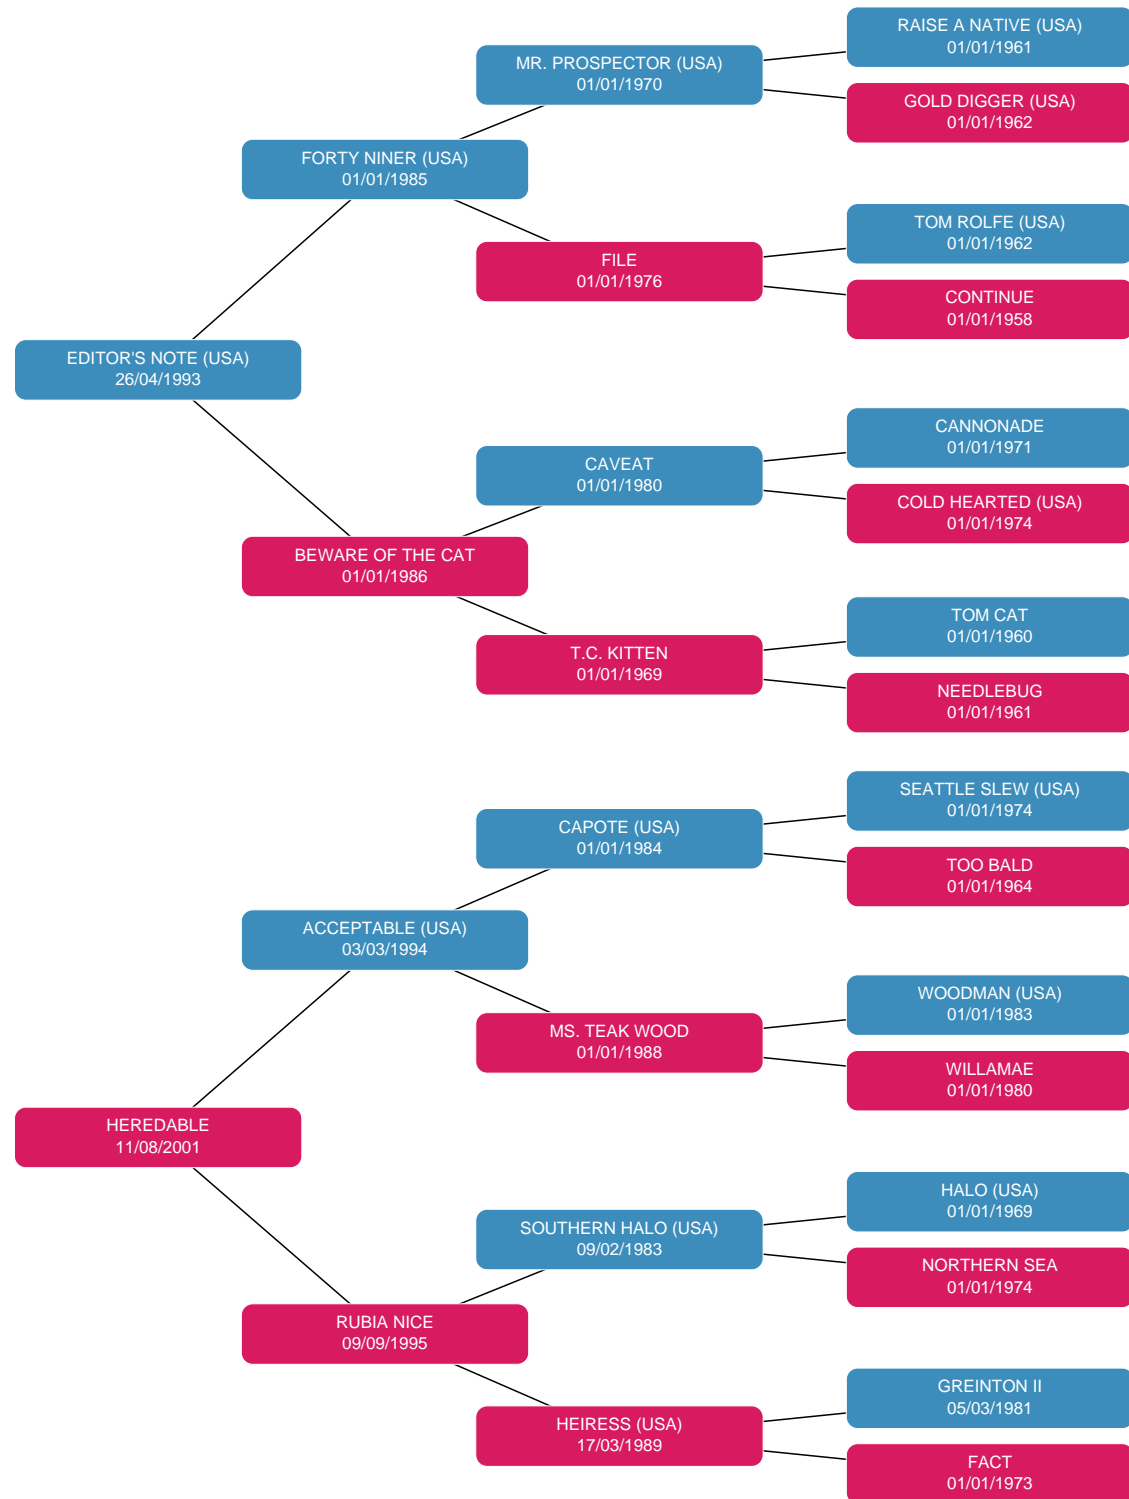 RAISE A NATIVE (USA)
01/01/1961
MR. PROSPECTOR (USA)
01/01/1970
GOLD DIGGER (USA)
01/01/1962
FORTY NINER (USA)
01/01/1985
TOM ROLFE (USA)
01/01/1962
FILE
01/01/1976
CONTINUE
01/01/1958
EDITOR'S NOTE (USA)
26/04/1993
CANNONADE
01/01/1971
CAVEAT
01/01/1980
COLD HEARTED (USA)
01/01/1974
BEWARE OF THE CAT
01/01/1986
TOM CAT
01/01/1960
T.C. KITTEN
01/01/1969
NEEDLEBUG
01/01/1961
SEATTLE SLEW (USA)
01/01/1974
CAPOTE (USA)
01/01/1984
TOO BALD
01/01/1964
ACCEPTABLE (USA)
03/03/1994
WOODMAN (USA)
01/01/1983
MS. TEAK WOOD
01/01/1988
WILLAMAE
01/01/1980
HEREDABLE
11/08/2001
HALO (USA)
01/01/1969
SOUTHERN HALO (USA)
09/02/1983
NORTHERN SEA
01/01/1974
RUBIA NICE
09/09/1995
GREINTON II
05/03/1981
HEIRESS (USA)
17/03/1989
FACT
01/01/1973